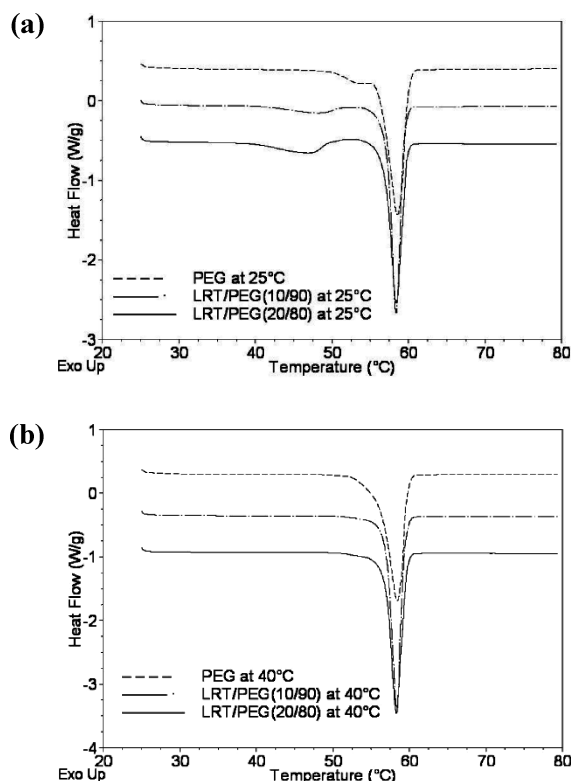 (a)
1
0
-1
-2
-3
Heat Flow (W/g)
PEG at 25°C
LRT/PEG(10/90) at 25°C
LRT/PEG(20/80) at 25°C
20 30 40 50 60 70 80
Exo Up Temperature (°C)
(b)
1
0
-1
-2
-3
-4
Heat Flow (W/g)
PEG at 40°C
LRT/PEG(10/90) at 40°C
LRT/PEG(20/80) at 40°C
20 30 40 50 60 70 80
Exo Up Temperature (°C)